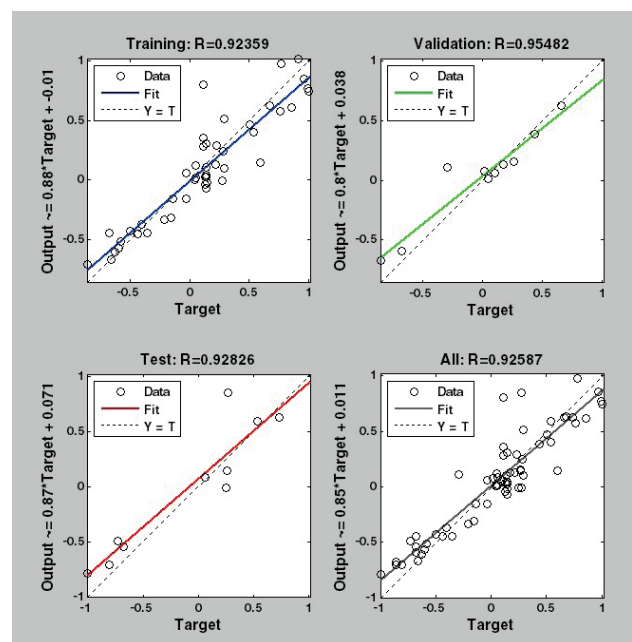 Training: R=0.92359
Output ~= 0.88*Target + -0.01
1
0.5
0
-0.5
Data
Fit
Y = T
-0.5
0
0.5
1
Target
Validation: R=0.95482
Output ~= 0.8*Target + 0.038
1
0.5
0
-0.5
Data
Fit
Y = T
-0.5
0
0.5
1
Target
Test: R=0.92826
Output ~= 0.87*Target + 0.071
1
0.5
0
-0.5
-1
Data
Fit
Y = T
-1
-0.5
0
0.5
1
Target
All: R=0.92587
Output ~= 0.85*Target + 0.011
1
0.5
0
-0.5
-1
Data
Fit
Y = T
-1
-0.5
0
0.5
1
Target